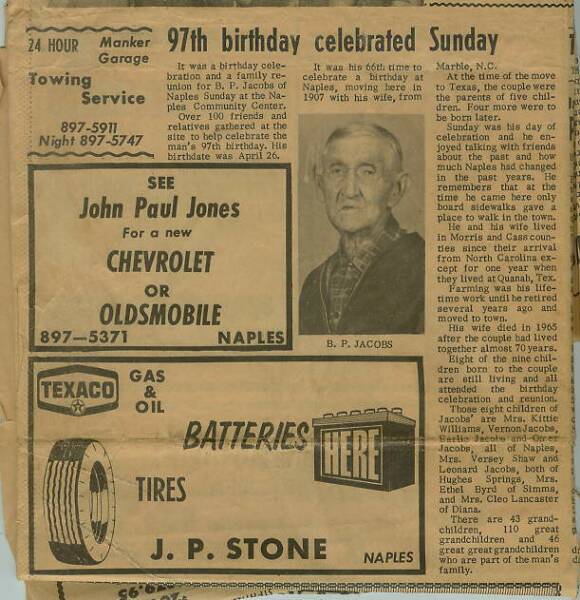 24 HOUR
Manker
Garage
Towing
Service
897-5911
Night 897-5747
97th birthday celebrated Sunday
It was a birthday cele-
bration and a family re-
union for B. P. Jacobs of
Naples Sunday at the Na-
ples Community Center.
Over 100 friends and
relatives gathered at the
site to help celebrate the
man's 97th birthday. His
birthdate was April 26.
It was his 66th time to
celebrate a birthday at
Naples, moving here in
1907 with his wife, from
Marble, N.C.
At the time of the move
to Texas, the couple were
the parents of five chil-
dren. Four more were to
be born later.
Sunday was his day of
celebration and he en-
joyed talking with friends
about the past and how
much Naples had changed
in the past years. He
remembers that at the
time he came here only
board sidewalks gave a
place to walk in the town.
He and his wife lived
in Morris and Cass coun-
ties since their arrival
from North Carolina ex-
cept for one year when
they lived at Quanah, Tex.
Farming was his life-
time work until he retired
several years ago and
moved to town.
His wife died in 1965
after the couple had lived
together almost 70 years.
Eight of the nine chil-
dren born to the couple
are still living and all
attended the birthday
celebration and reunion.
Those eight children of
Jacobs' are Mrs. Kittie
Williams, Vernon Jacobs,
Earlie Jacobs and Omer
Jacobs, all of Naples,
Mrs. Versey Shaw and
Leonard Jacobs, both of
Hughes Springs, Mrs.
Ethel Byrd of Simms,
and Mrs. Cleo Lancaster
of Diana.
There are 43 grand-
children, 110 great
grandchildren and 46
great great grandchildren
who are part of the man's
family.
B. P. JACOBS
SEE
John Paul Jones
For a new
CHEVROLET
OR
OLDSMOBILE
897—5371
NAPLES
TEXACO
GAS
&
OIL
BATTERIES
HERE
TIRES
J. P. STONE
NAPLES